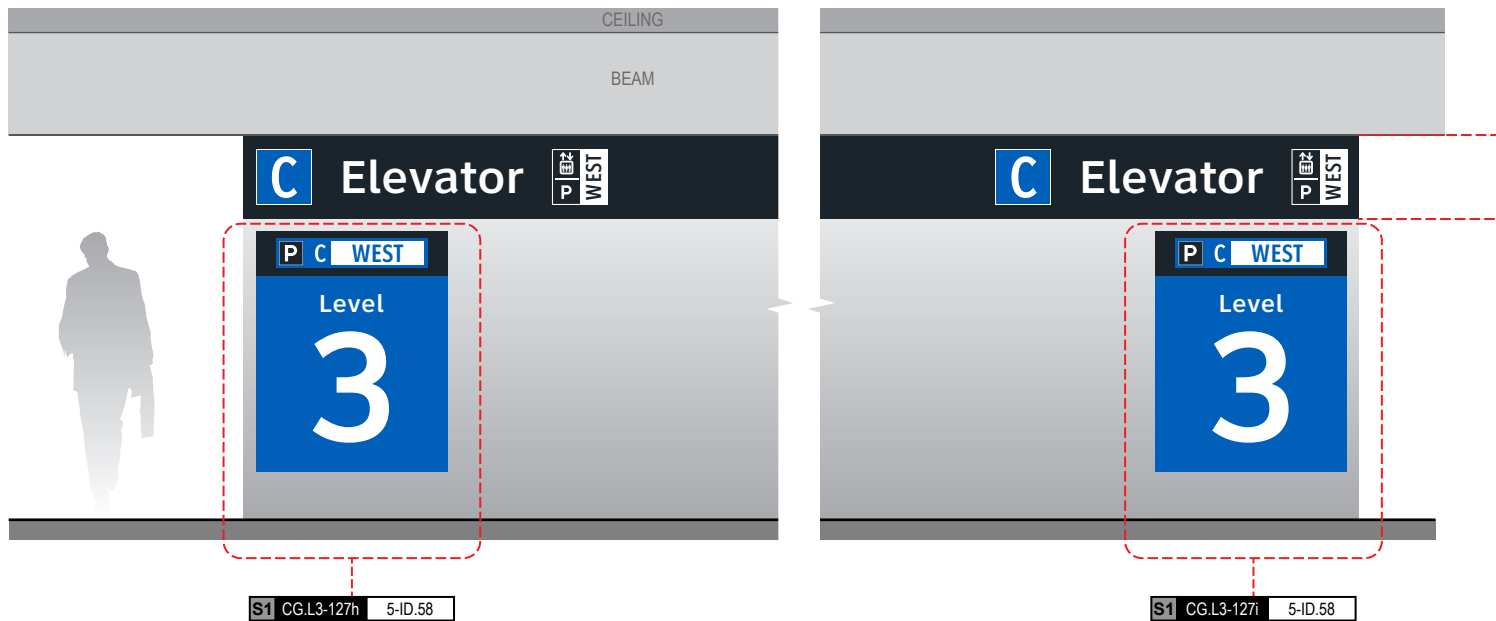 CEILING
BEAM
C Elevator P WEST
C Elevator P WEST
P C WEST
P C WEST
Level
Level
3
3
S1 CG.L3-127h 5-ID.58
S1 CG.L3-127i 5-ID.58